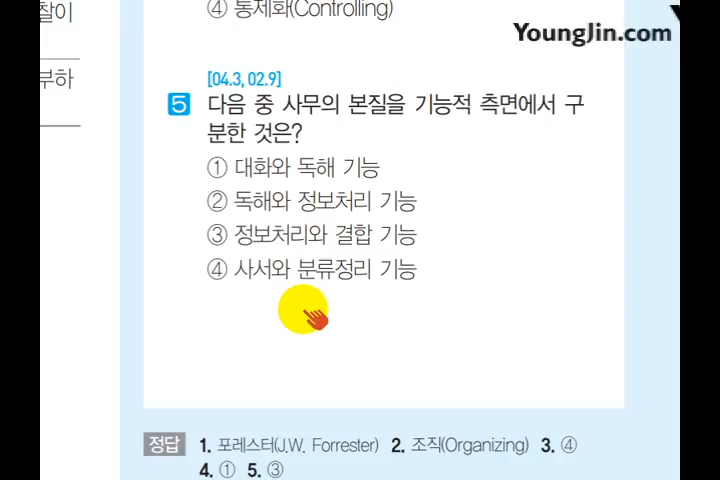 찰이
④ 통제화(Controlling)
YoungJin.com
부하
[04.3, 02.9]
5 다음 중 사무의 본질을 기능적 측면에서 구
분한 것은?
① 대화와 독해 기능
② 독해와 정보처리 기능
③ 정보처리와 결합 기능
④ 사서와 분류정리 기능
정답 1. 포레스터(J.W. Forrester) 2. 조직(Organizing) 3. ④
4. ① 5. ③